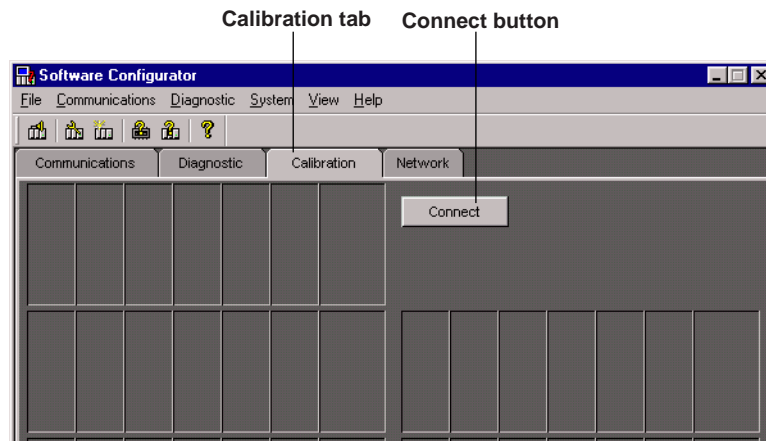 Calibration tab Connect button
Software Configurator
File Communications Diagnostic System View Help
Communications Diagnostic Calibration Network
Connect